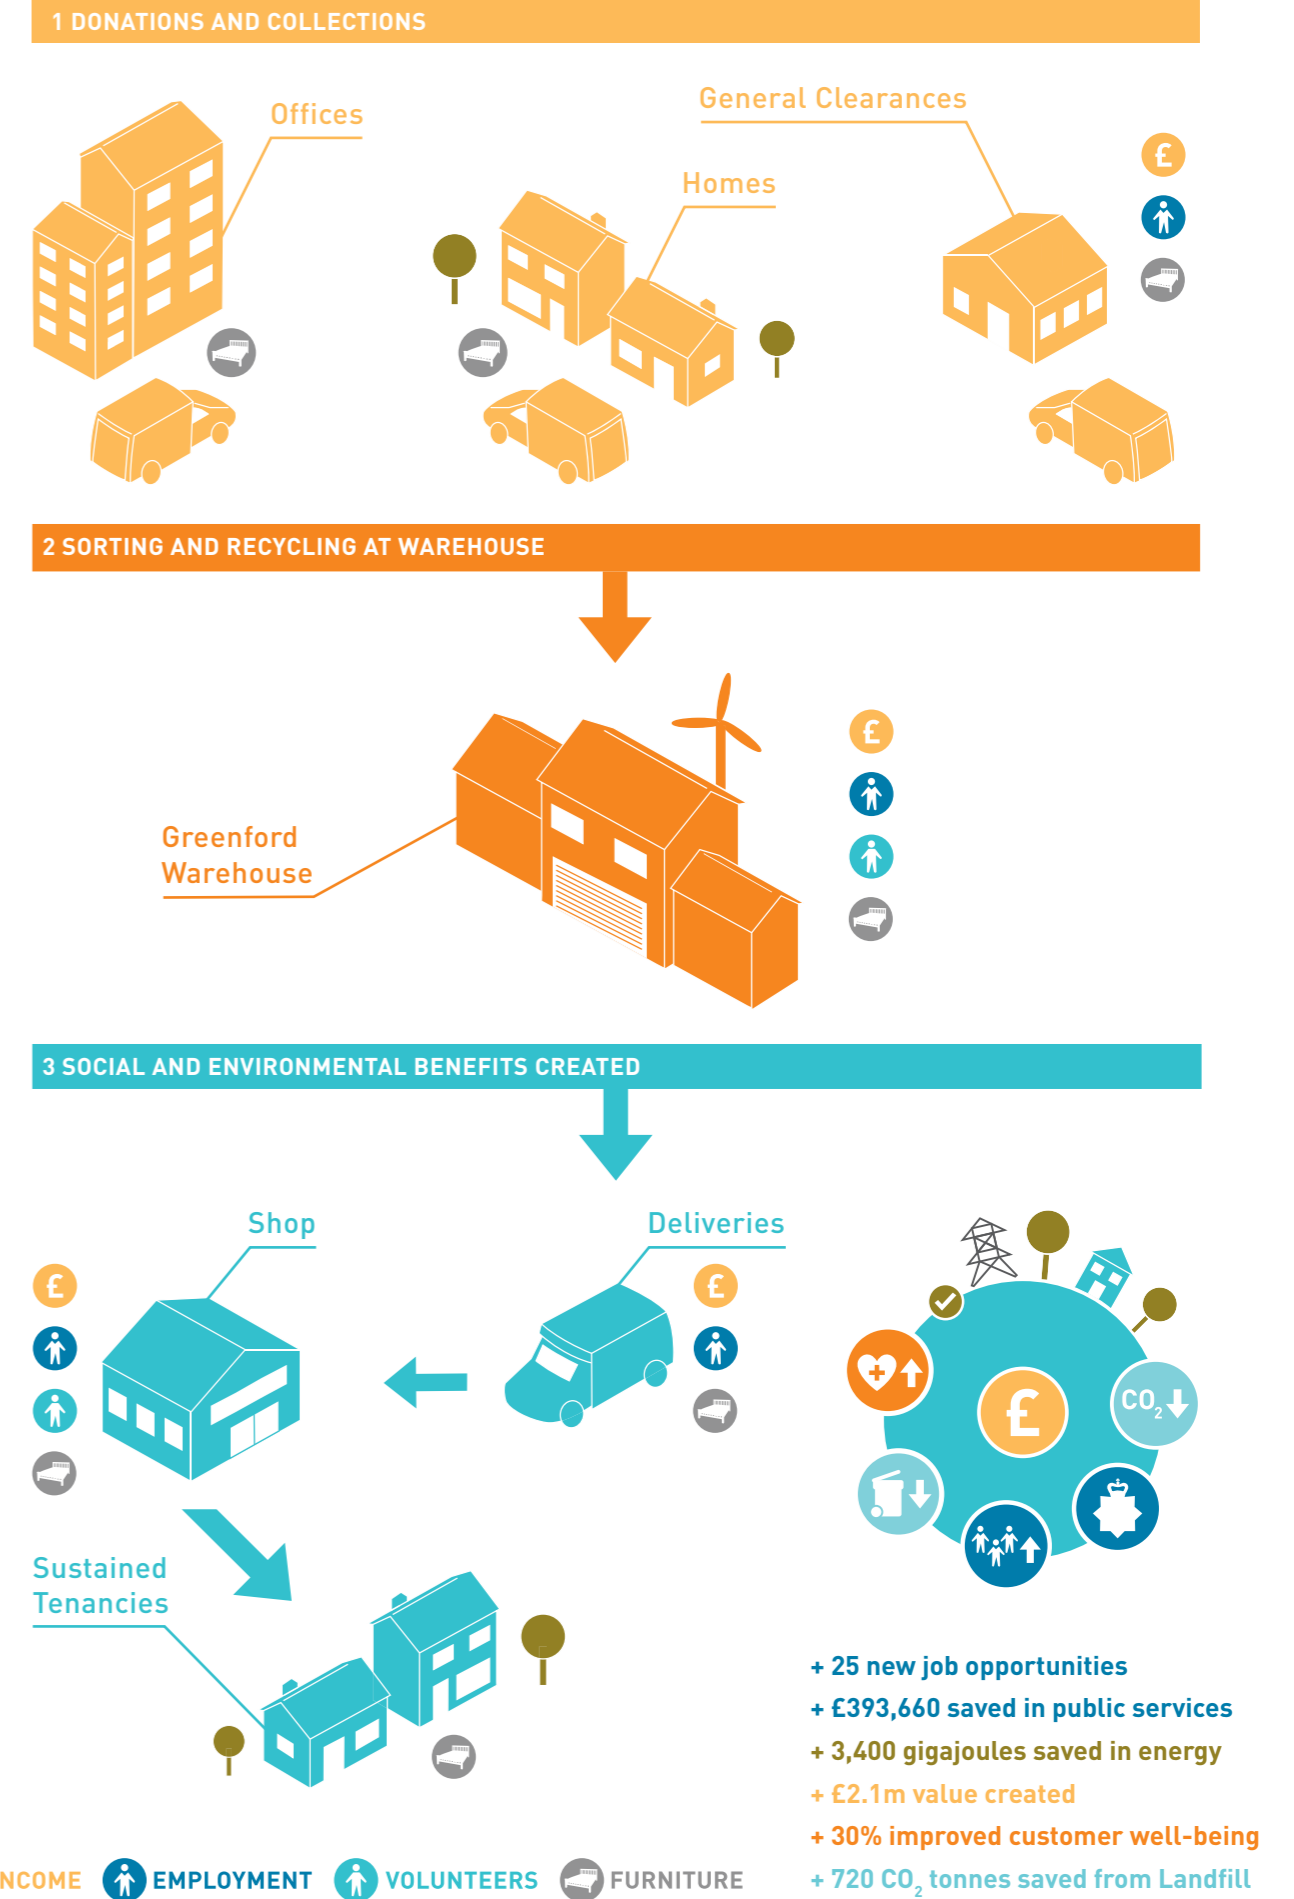 1 DONATIONS AND COLLECTIONS
Offices
General Clearances
Homes
£
2 SORTING AND RECYCLING AT WAREHOUSE
£
Greenford
Warehouse
3 SOCIAL AND ENVIRONMENTAL BENEFITS CREATED
Shop
Deliveries
£
£
£
CO₂
Sustained
Tenancies
+ 25 new job opportunities
+ £393,660 saved in public services
+ 3,400 gigajoules saved in energy
+ £2.1m value created
+ 30% improved customer well-being
+ 720 CO₂ tonnes saved from Landfill
NCOME EMPLOYMENT VOLUNTEERS FURNITURE